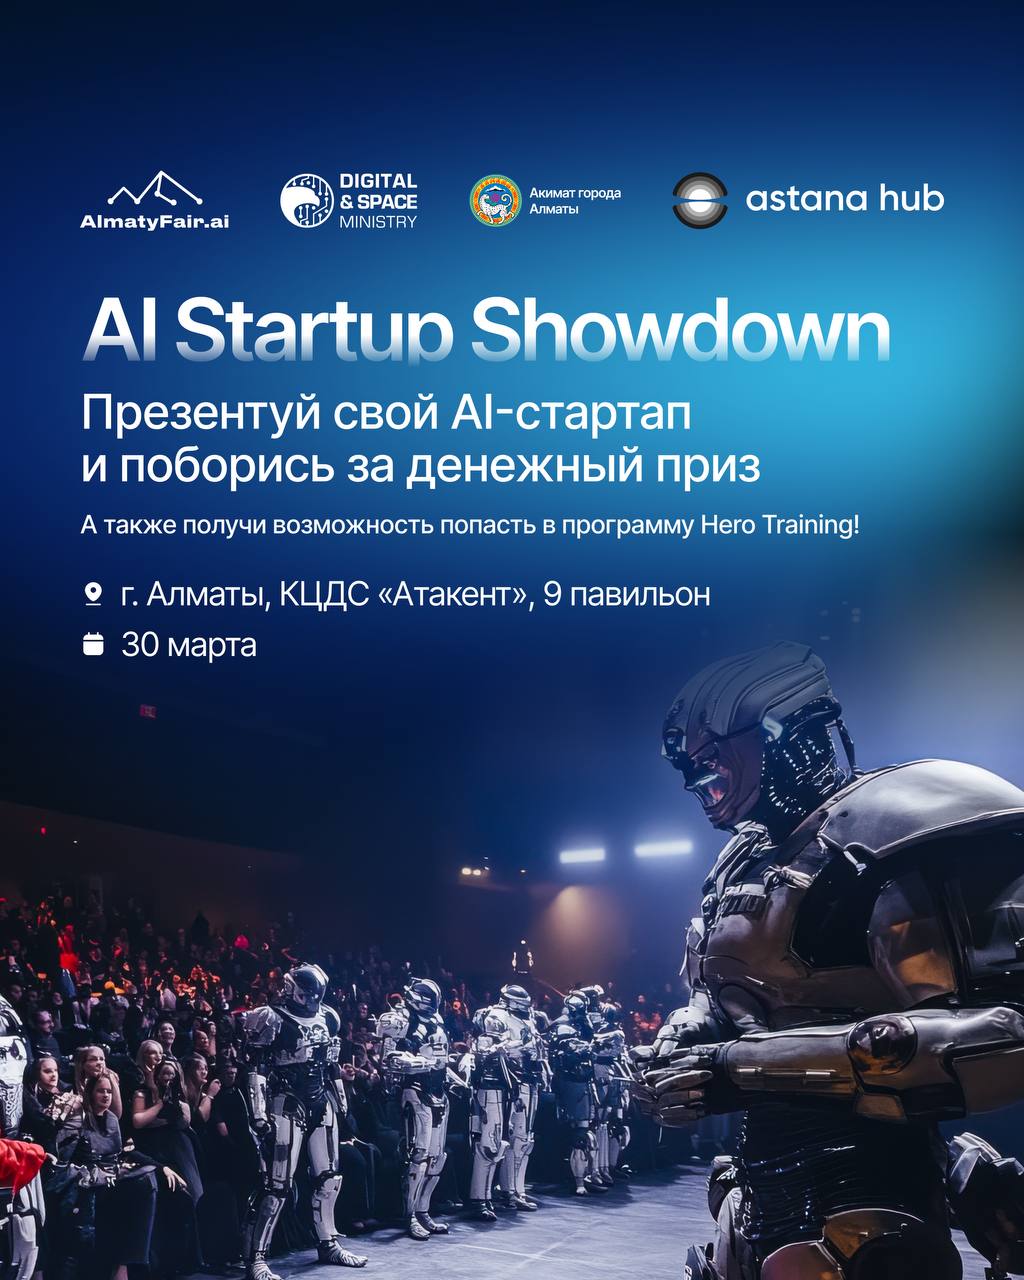 AlmatyFair.ai
DIGITAL
& SPACE
MINISTRY
Акимат города
Алматы
astana hub
AI Startup Showdown
Презентуй свой AI-стартап
и поборись за денежный приз
А также получи возможность попасть в программу Hero Training!
г. Алматы, КЦДС «Атакент», 9 павильон
30 марта